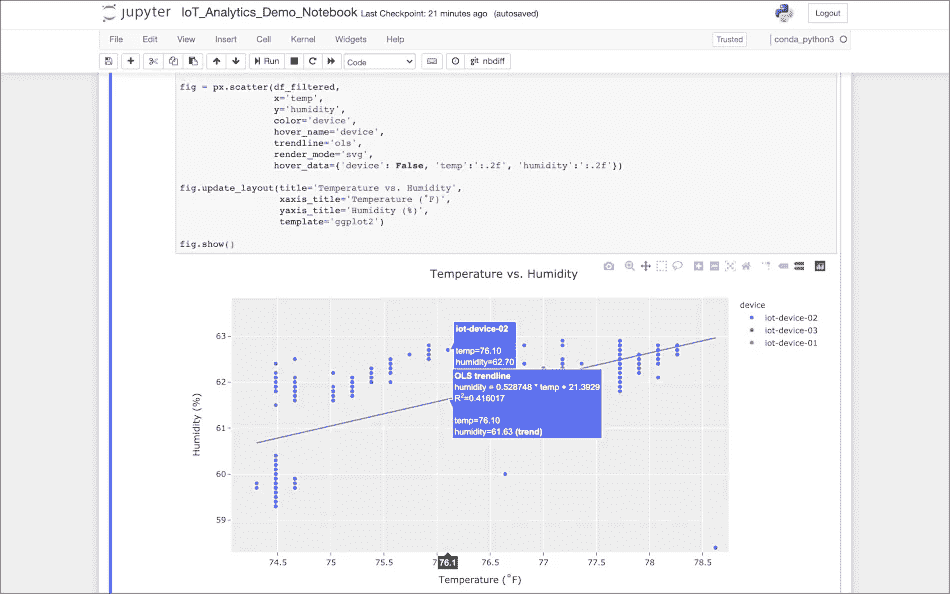 jupyter IoT_Analytics_Demo_Notebook Last Checkpoint: 21 minutes ago (autosaved) Logout
File Edit View Insert Cell Kernel Widgets Help Trusted conda_python3
Run Code nbdiff
fig = px.scatter(df_filtered,
x='temp',
y='humidity',
color='device',
hover_name='device',
trendline='ols',
render_mode='svg',
hover_data={'device': False, 'temp':':.2f', 'humidity':':.2f'})
fig.update_layout(title='Temperature vs. Humidity',
xaxis_title='Temperature (˚F)',
yaxis_title='Humidity (%)',
template='ggplot2')
fig.show()
Temperature vs. Humidity
device
iot-device-02
iot-device-03
iot-device-01
iot-device-02
temp=76.10
humidity=62.70
OLS trendline
humidity = 0.528748 * temp + 21.3929
R²=0.416017
temp=76.10
humidity=61.63 (trend)
Humidity (%)
63
62
61
60
59
74.5 75 75.5 76.1 76.5 77 77.5 78 78.5
Temperature (˚F)